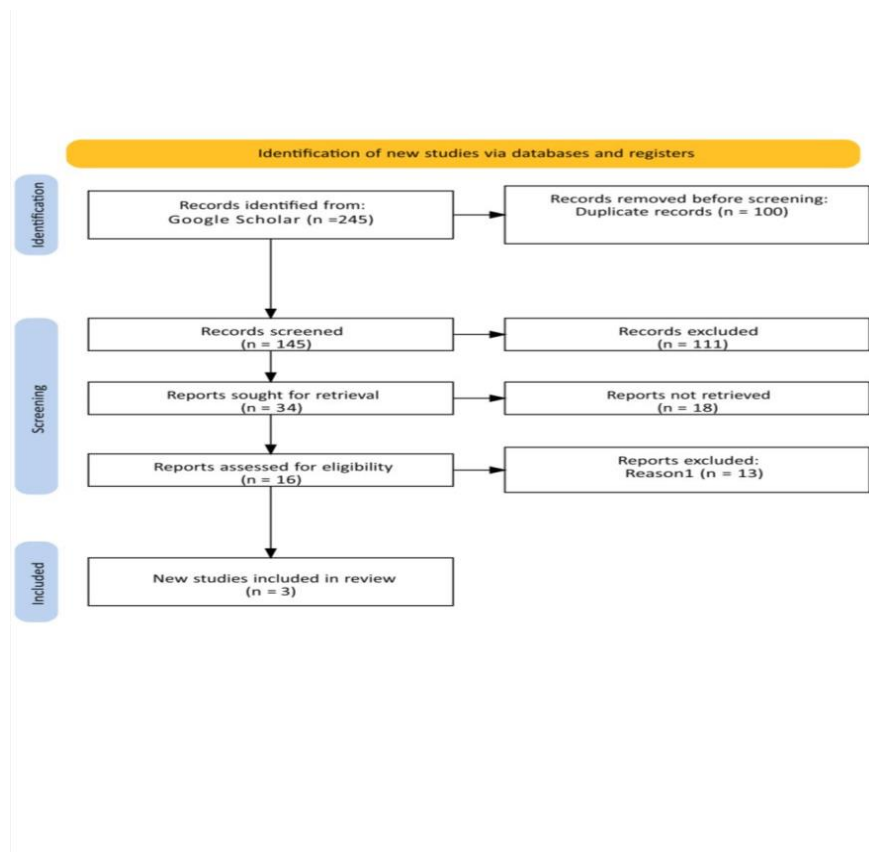 Identification of new studies via databases and registers
Identification
Records identified from:
Google Scholar (n =245)
Records removed before screening:
Duplicate records (n = 100)
Screening
Records screened
(n = 145)
Records excluded
(n = 111)
Reports sought for retrieval
(n = 34)
Reports not retrieved
(n = 18)
Reports assessed for eligibility
(n = 16)
Reports excluded:
Reason1 (n = 13)
Included
New studies included in review
(n = 3)